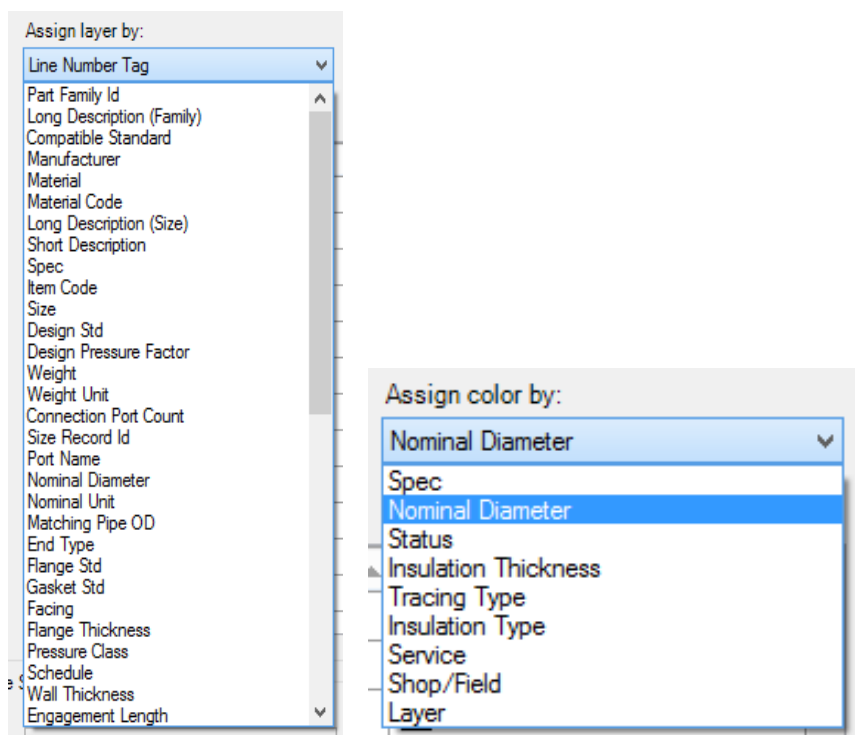 Assign layer by:
Line Number Tag
Part Family Id
Long Description (Family)
Compatible Standard
Manufacturer
Material
Material Code
Long Description (Size)
Short Description
Spec
Item Code
Size
Design Std
Design Pressure Factor
Weight
Weight Unit
Connection Port Count
Size Record Id
Port Name
Nominal Diameter
Nominal Unit
Matching Pipe OD
End Type
Flange Std
Gasket Std
Facing
Flange Thickness
Pressure Class
Schedule
Wall Thickness
Engagement Length
Assign color by:
Nominal Diameter
Spec
Nominal Diameter
Status
Insulation Thickness
Tracing Type
Insulation Type
Service
Shop/Field
Layer